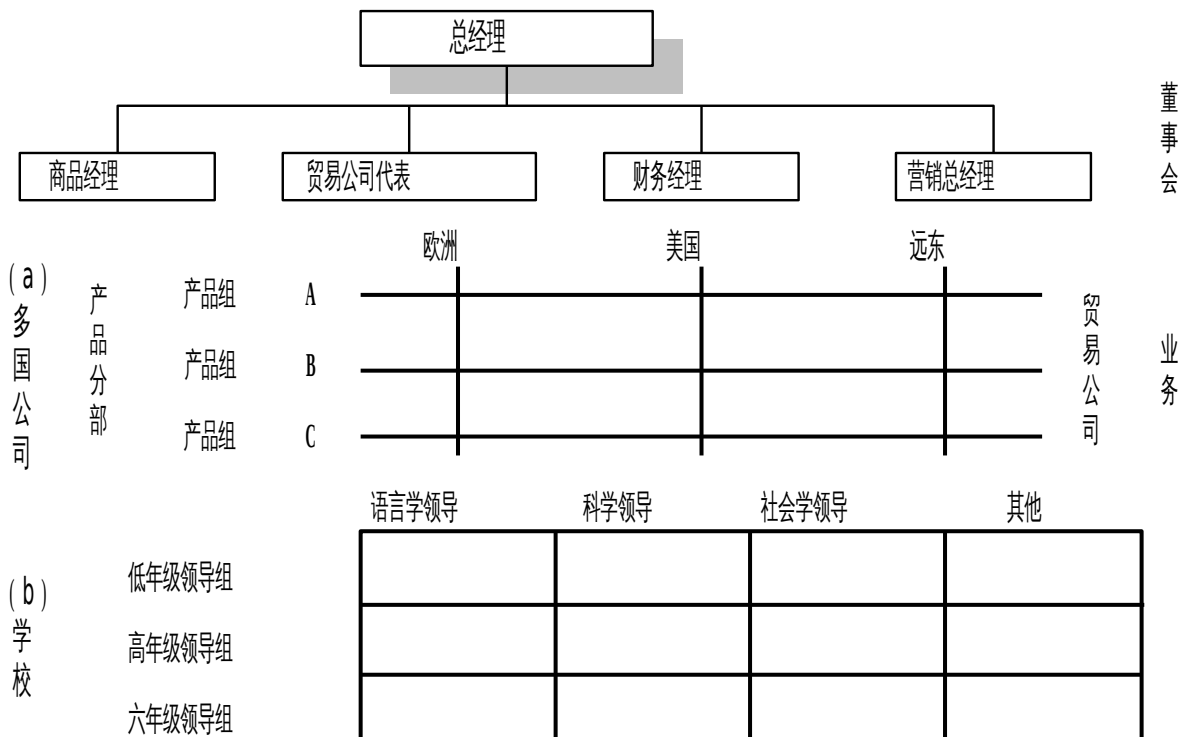 总经理
董事会
商品经理 贸易公司代表 财务经理 营销总经理
欧洲 美国 远东
(a)多国公司
产品分部
产品组 A
产品组 B
产品组 C
贸易公司
业务
语言学领导 科学领导 社会学领导 其他
(b)学校
低年级领导组
高年级领导组
六年级领导组